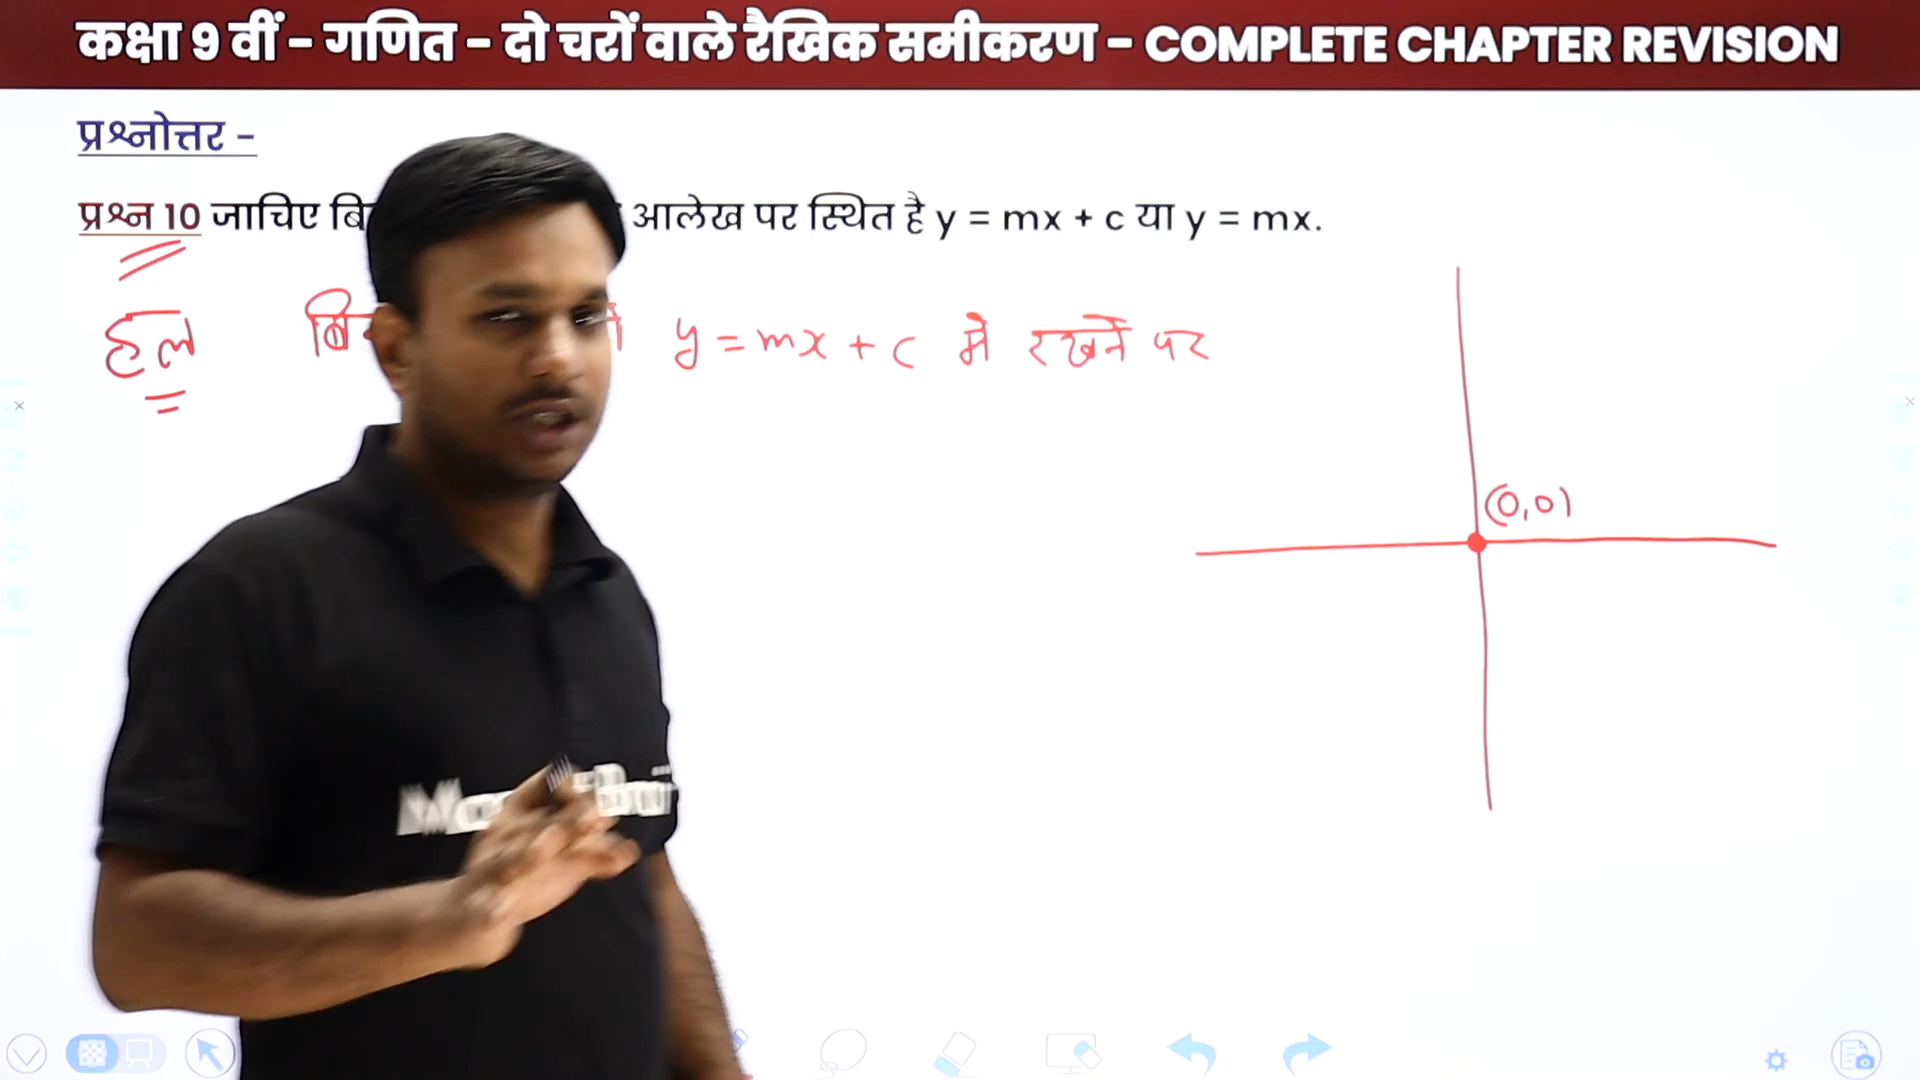 कक्षा 9 वीं - गणित - दो चरों वाले रैखिक समीकरण - COMPLETE CHAPTER REVISION
प्रश्नोत्तर -
प्रश्न 10 जाचिए आलेख पर स्थित है y = mx + c या y = mx.
हल y = mx + c मे रखने पर
(0,0)